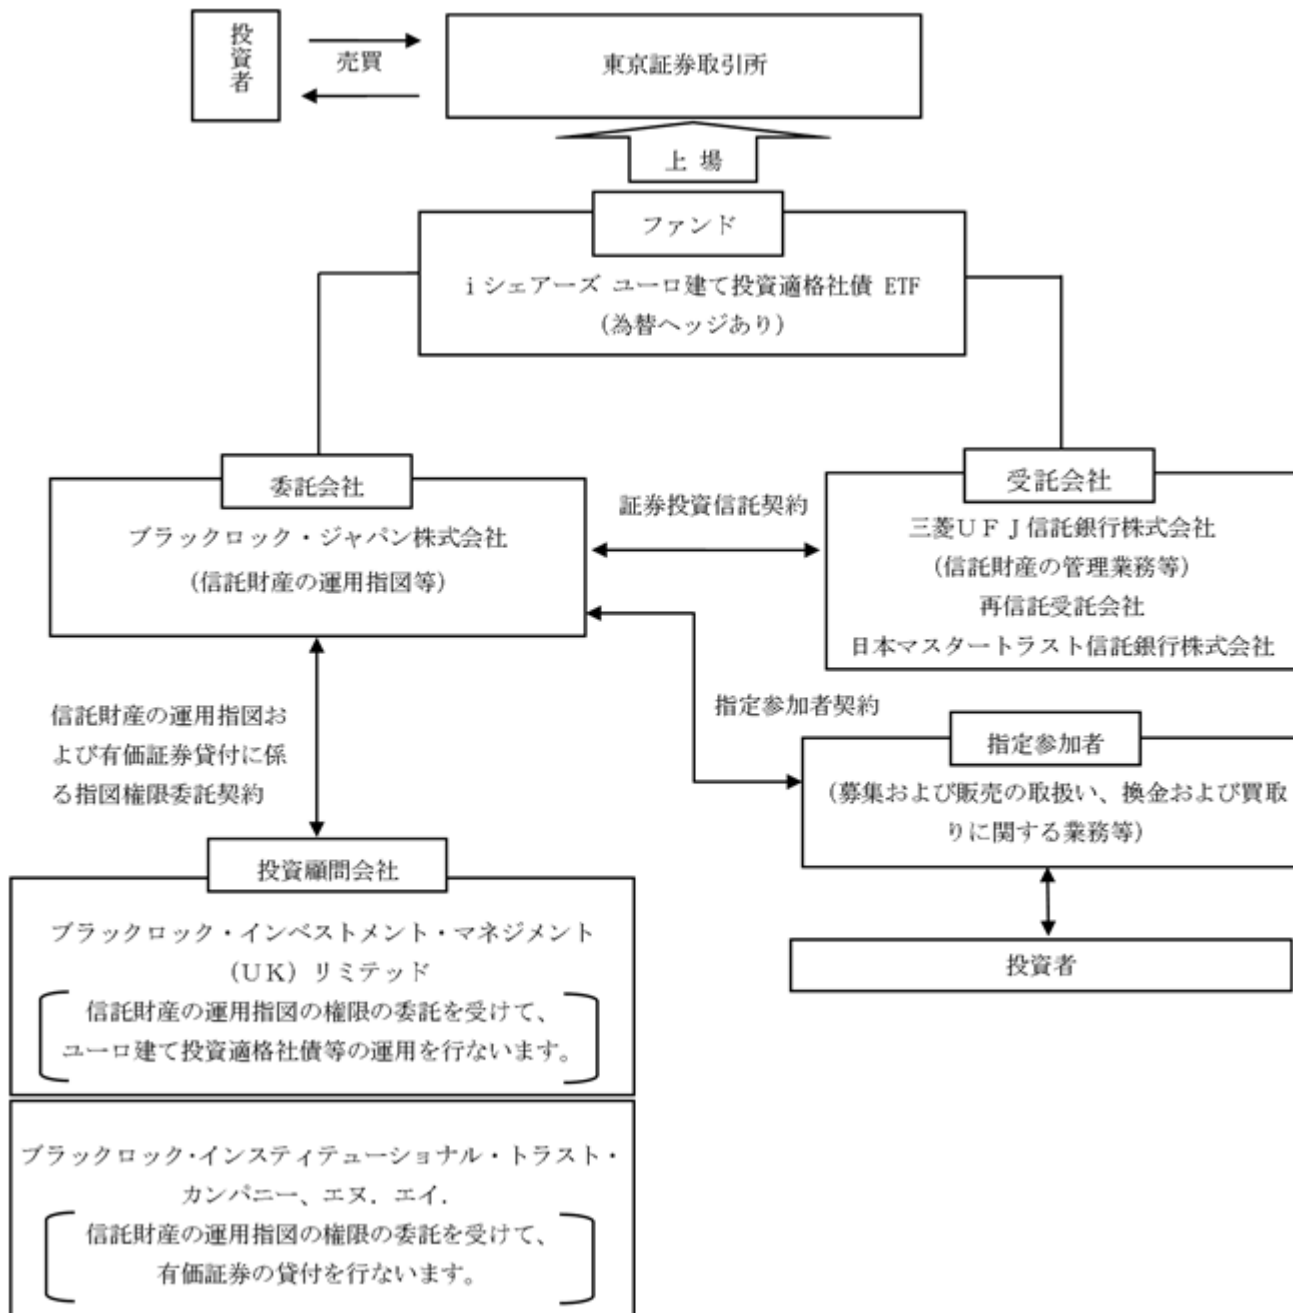 投資者
売買
東京証券取引所
上 場
ファンド
iシェアーズ ユーロ建て投資適格社債 ETF
（為替ヘッジあり）
委託会社
ブラックロック・ジャパン株式会社
（信託財産の運用指図等）
証券投資信託契約
受託会社
三菱ＵＦＪ信託銀行株式会社
（信託財産の管理業務等）
再信託受託会社
日本マスタートラスト信託銀行株式会社
信託財産の運用指図お
よび有価証券貸付に係
る指図権限委託契約
指定参加者契約
指定参加者
（募集および販売の取扱い、換金および買取
りに関する業務等）
投資者
投資顧問会社
ブラックロック・インベストメント・マネジメント
（ＵＫ）リミテッド
信託財産の運用指図の権限の委託を受けて、
ユーロ建て投資適格社債等の運用を行ないます。
ブラックロック・インスティテューショナル・トラスト・
カンパニー、エヌ．エイ．
信託財産の運用指図の権限の委託を受けて、
有価証券の貸付を行ないます。